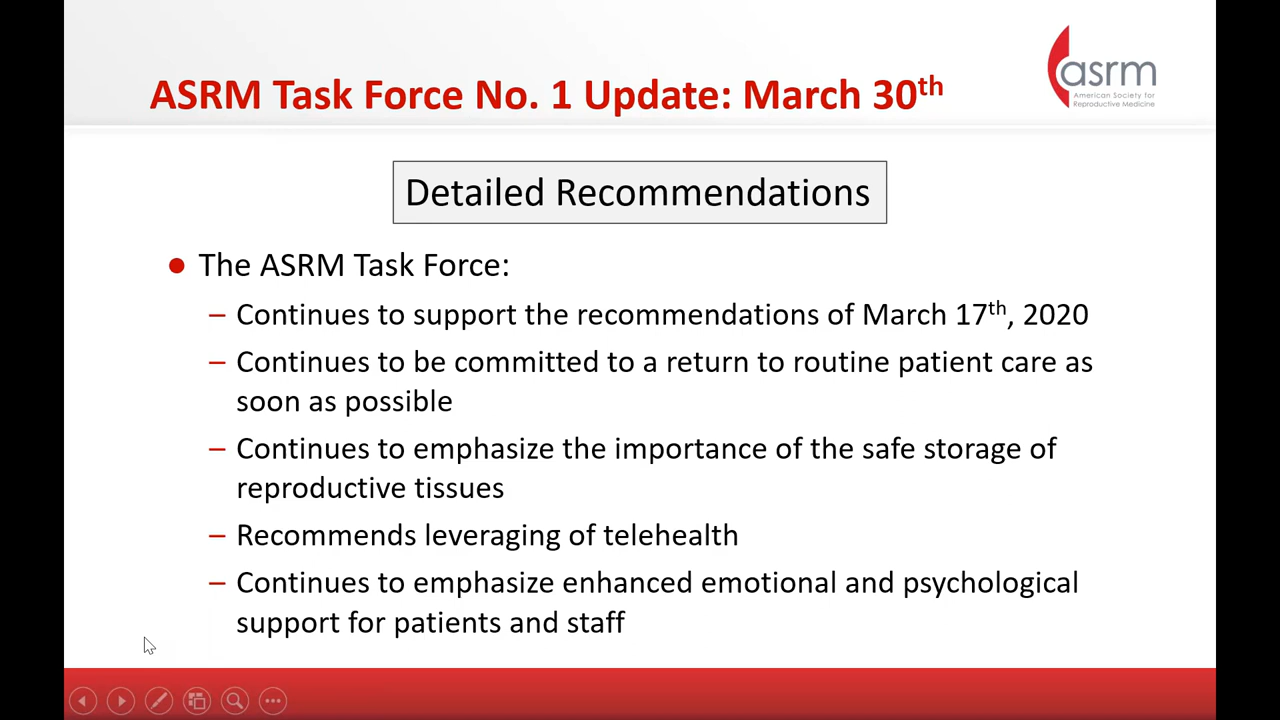 ASRM Task Force No. 1 Update: March 30th
asrm
American Society for
Reproductive Medicine
Detailed Recommendations
● The ASRM Task Force:
– Continues to support the recommendations of March 17th, 2020
– Continues to be committed to a return to routine patient care as
soon as possible
– Continues to emphasize the importance of the safe storage of
reproductive tissues
– Recommends leveraging of telehealth
– Continues to emphasize enhanced emotional and psychological
support for patients and staff